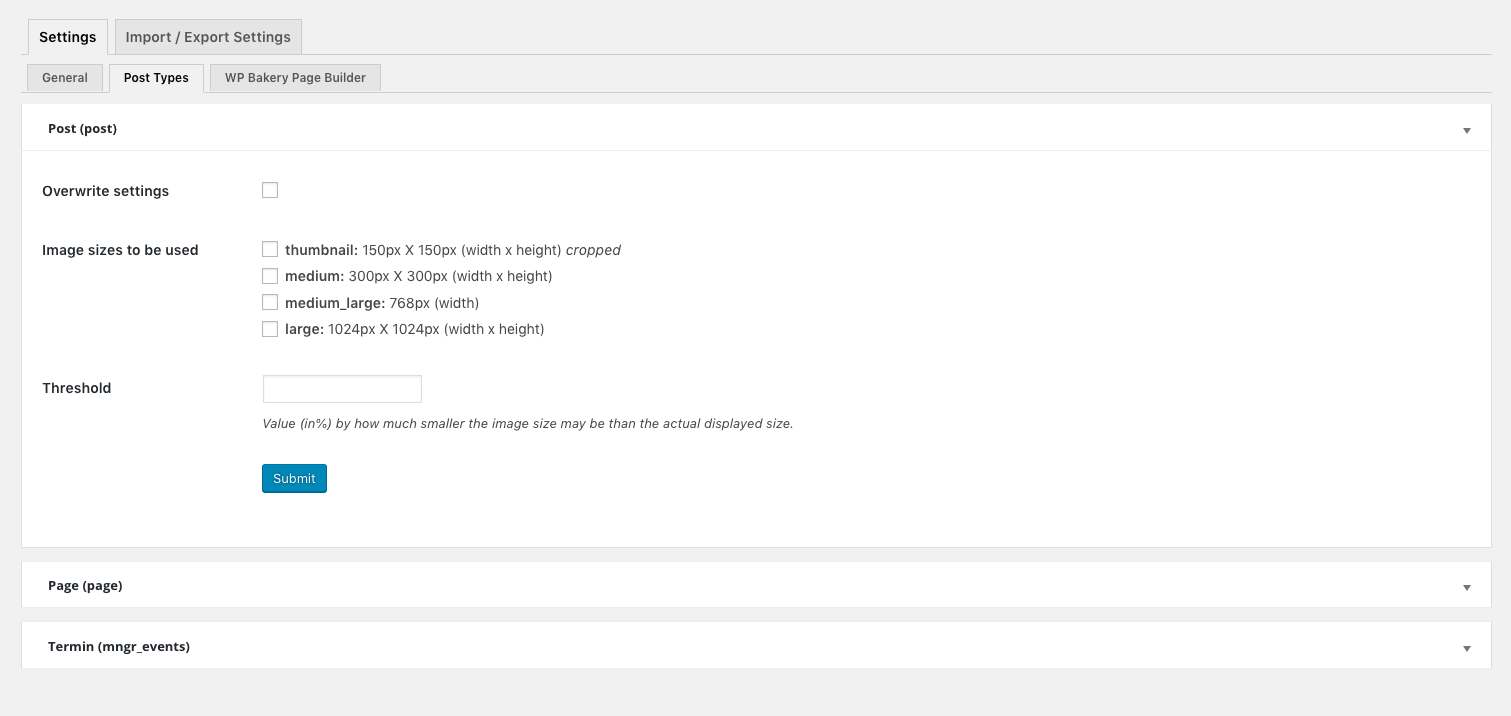 Settings Import / Export Settings
General Post Types WP Bakery Page Builder
Post (post)
Overwrite settings
Image sizes to be used thumbnail: 150px X 150px (width x height) cropped
medium: 300px X 300px (width x height)
medium_large: 768px (width)
large: 1024px X 1024px (width x height)
Threshold
Value (in%) by how much smaller the image size may be than the actual displayed size.
Submit
Page (page)
Termin (mngr_events)